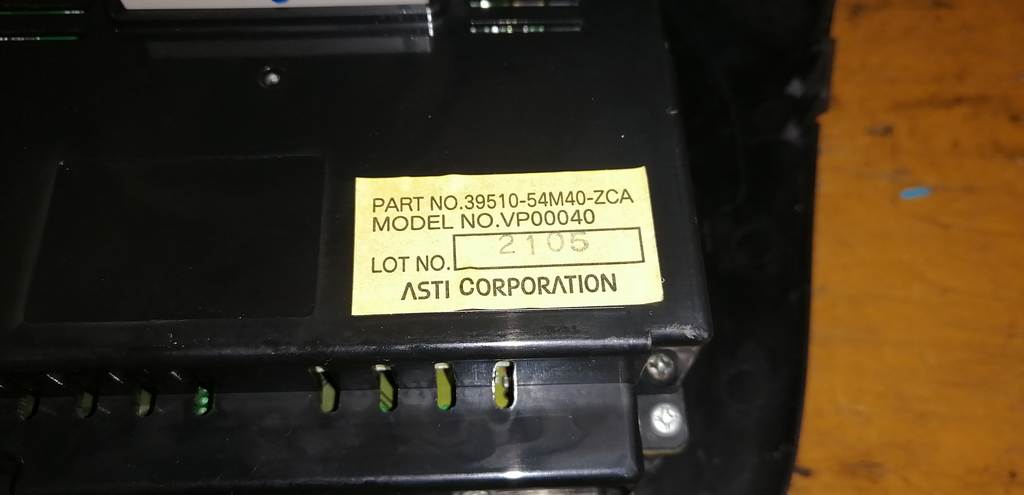 PART NO.39510-54M40-ZCA
MODEL NO.VP00040
LOT NO. 2105
ASTI CORPORATION